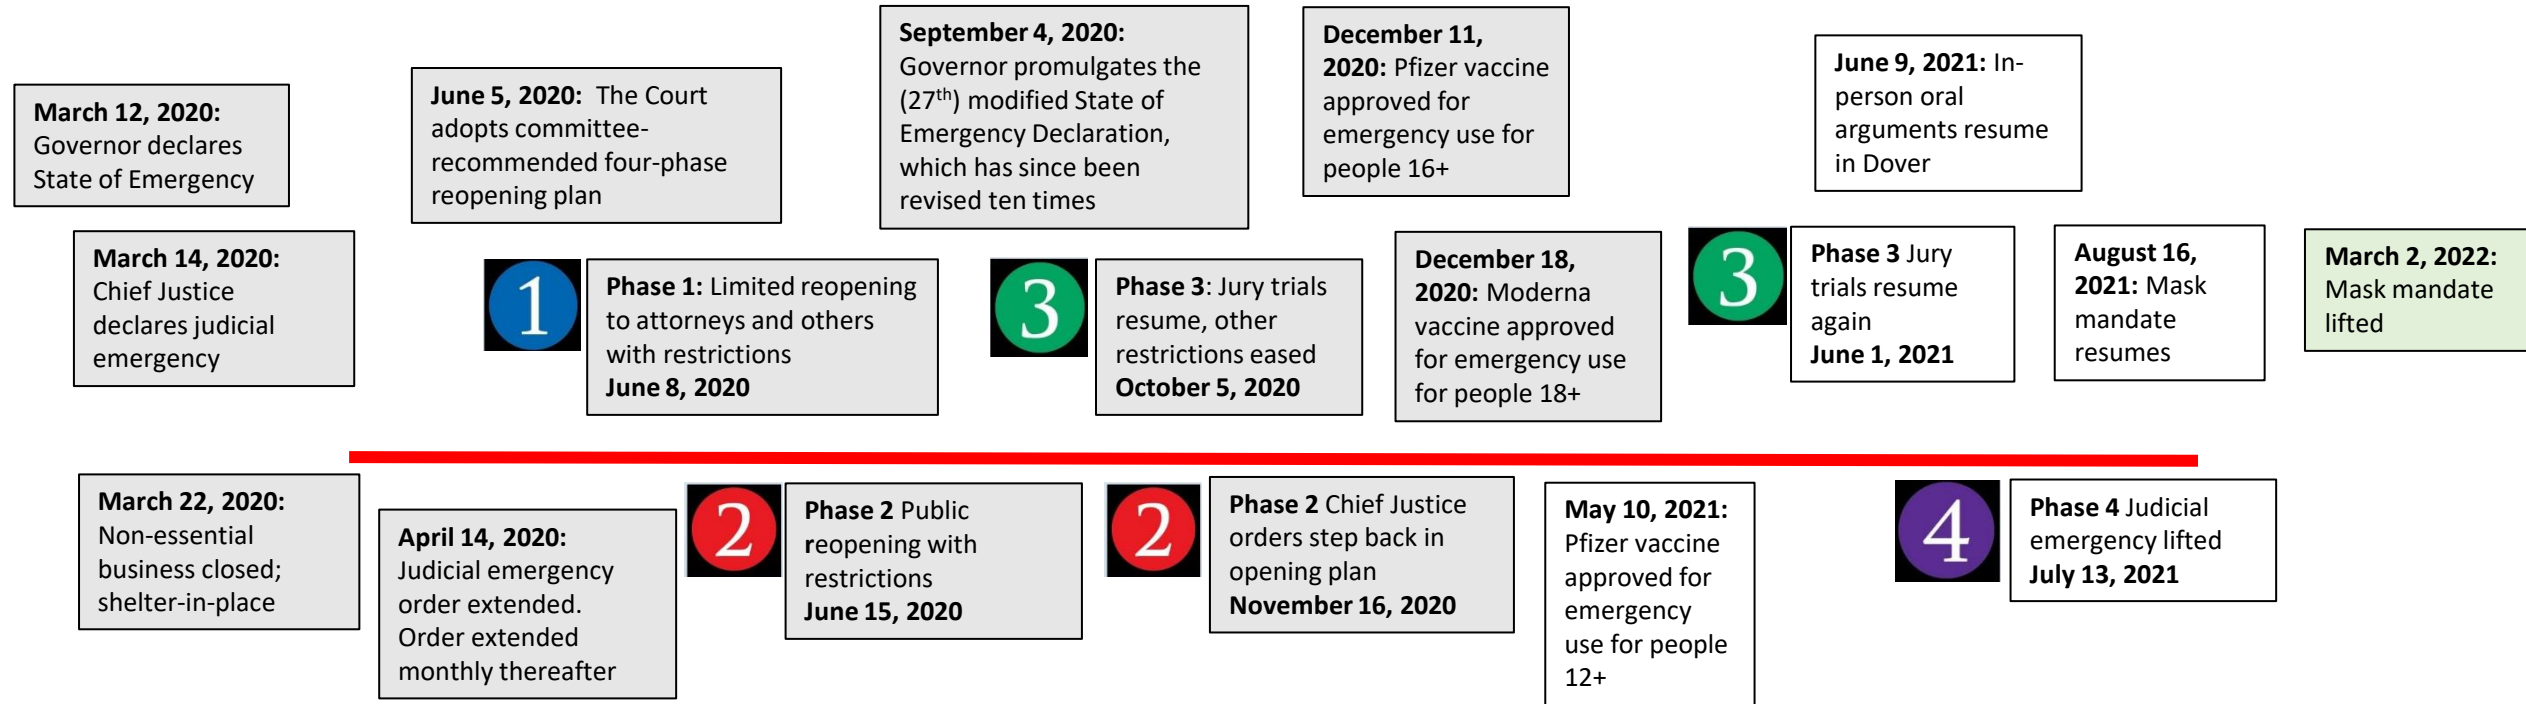 March 12, 2020:
Governor declares
State of Emergency
March 14, 2020:
Chief Justice
declares judicial
emergency
June 5, 2020:  The Court
adopts committee-
recommended four-phase
reopening plan
1
Phase 1: Limited reopening
to attorneys and others
with restrictions
June 8, 2020
September 4, 2020:
Governor promulgates the
(27th) modified State of
Emergency Declaration,
which has since been
revised ten times
3
Phase 3: Jury trials
resume, other
restrictions eased
October 5, 2020
December 11,
2020: Pfizer vaccine
approved for
emergency use for
people 16+
December 18,
2020: Moderna
vaccine approved
for emergency use
for people 18+
June 9, 2021: In-
person oral
arguments resume
in Dover
3
Phase 3 Jury
trials resume
again
June 1, 2021
August 16,
2021: Mask
mandate
resumes
March 2, 2022:
Mask mandate
lifted
March 22, 2020:
Non-essential
business closed;
shelter-in-place
April 14, 2020:
Judicial emergency
order extended.
Order extended
monthly thereafter
2
Phase 2 Public
reopening with
restrictions
June 15, 2020
2
Phase 2 Chief Justice
orders step back in
opening plan
November 16, 2020
May 10, 2021:
Pfizer vaccine
approved for
emergency
use for people
12+
4
Phase 4 Judicial
emergency lifted
July 13, 2021